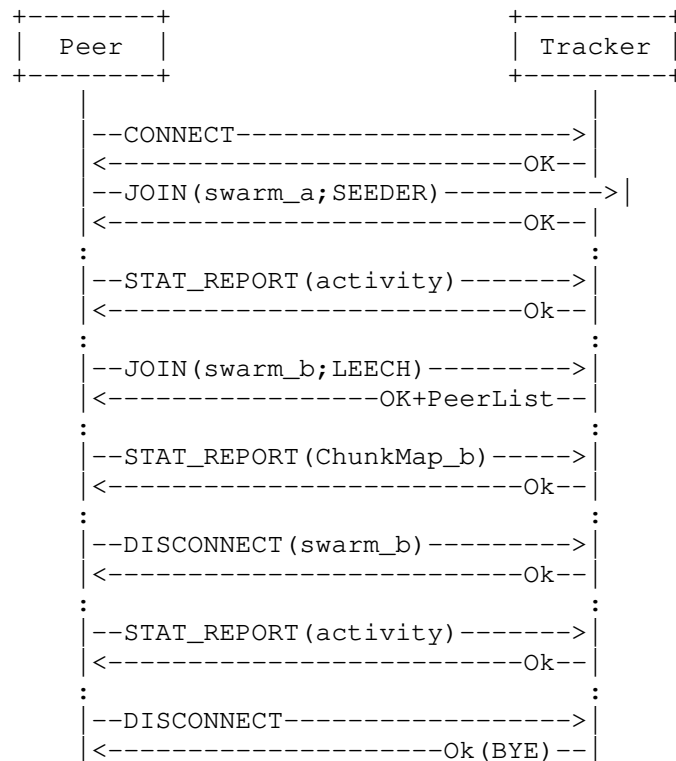 +--------+                      +---------+
|  Peer  |                      | Tracker |
+--------+                      +---------+
    |                               |
    |--CONNECT--------------------->|
    |<--------------------------OK--|
    |--JOIN(swarm_a;SEEDER)---------->|
    |<--------------------------OK--|
    :                               :
    |--STAT_REPORT(activity)------->|
    |<--------------------------Ok--|
    :                               :
    |--JOIN(swarm_b;LEECH)--------->|
    |<-----------------OK+PeerList--|
    :                               :
    |--STAT_REPORT(ChunkMap_b)----->|
    |<--------------------------Ok--|
    :                               :
    |--DISCONNECT(swarm_b)--------->|
    |<--------------------------Ok--|
    :                               :
    |--STAT_REPORT(activity)------->|
    |<--------------------------Ok--|
    :                               :
    |--DISCONNECT------------------>|
    |<---------------------Ok(BYE)--|